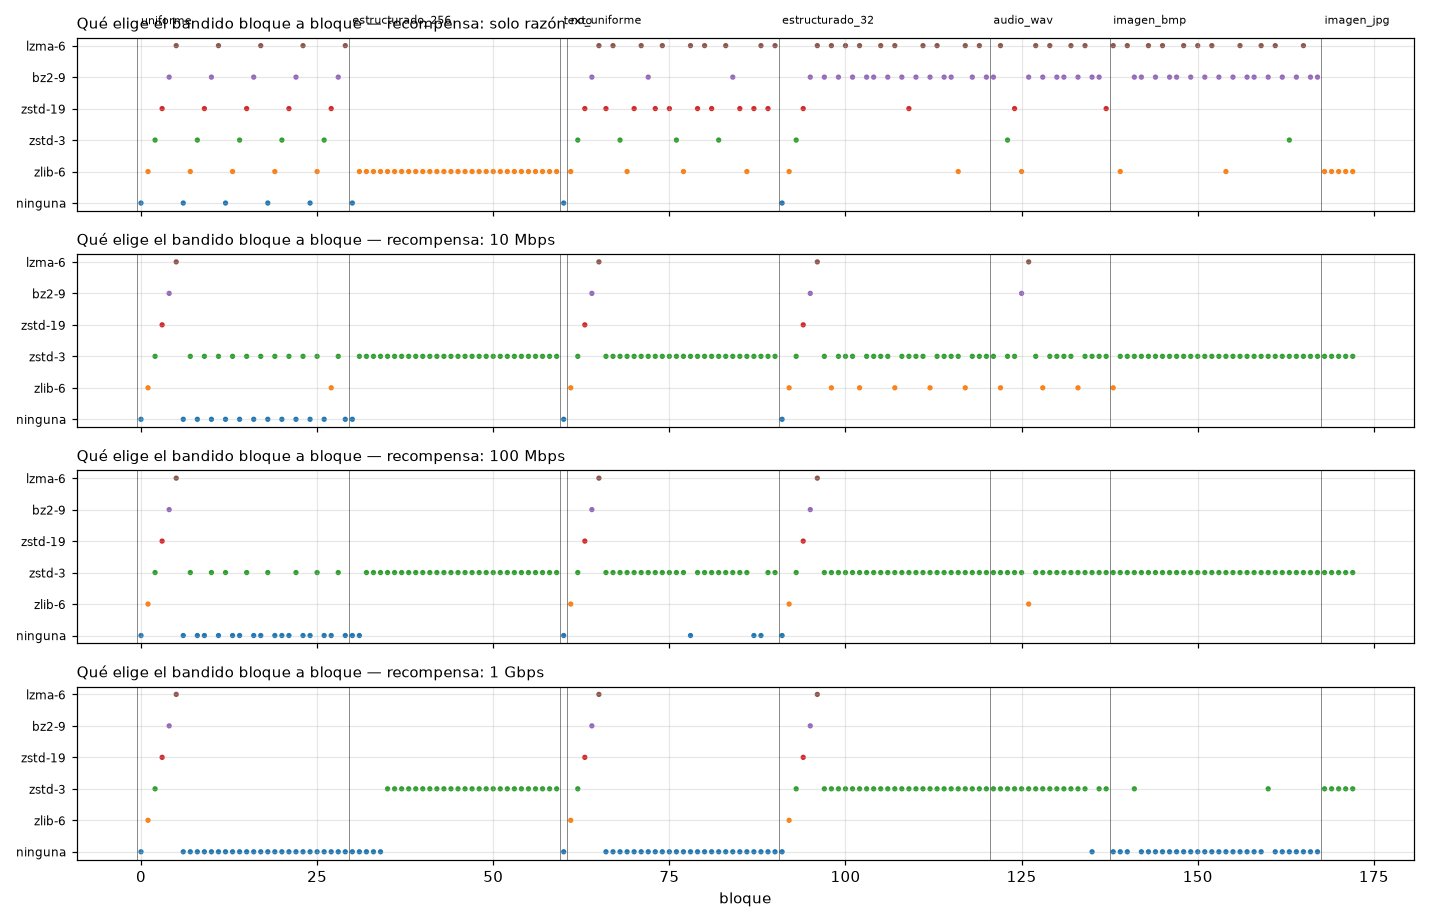 uniforme estructurado_256 text_uniforme estructurado_32 audio_wav imagen_bmp imagen_jpg
Qué elige el bandido bloque a bloque — recompensa: solo razón
lzma-6
bz2-9
zstd-19
zstd-3
zlib-6
ninguna
Qué elige el bandido bloque a bloque — recompensa: 10 Mbps
lzma-6
bz2-9
zstd-19
zstd-3
zlib-6
ninguna
Qué elige el bandido bloque a bloque — recompensa: 100 Mbps
lzma-6
bz2-9
zstd-19
zstd-3
zlib-6
ninguna
Qué elige el bandido bloque a bloque — recompensa: 1 Gbps
lzma-6
bz2-9
zstd-19
zstd-3
zlib-6
ninguna
0 25 50 75 100 125 150 175
bloque